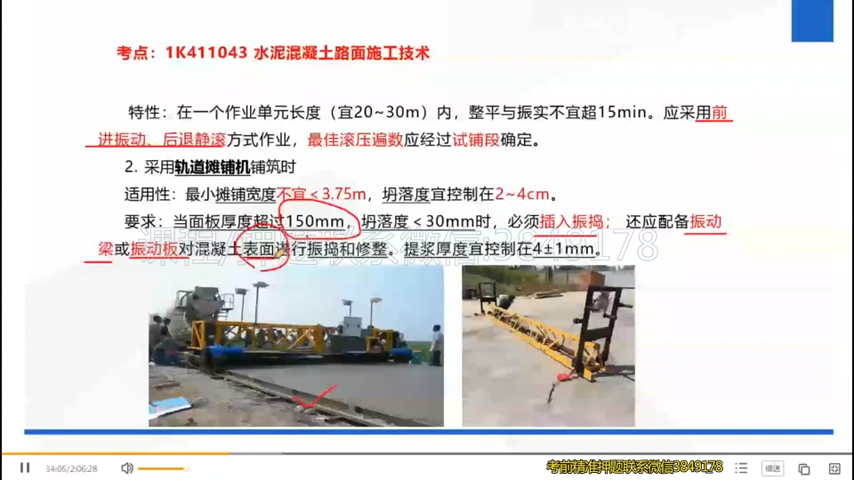 考点：1K411043 水泥混凝土路面施工技术
特性：在一个作业单元长度（宜20~30m）内，整平与振实不宜超15min。应采用前
进振动、后退静滚方式作业，最佳滚压遍数应经过试铺段确定。
2. 采用轨道摊铺机铺筑时
适用性：最小摊铺宽度不宜＜3.75m，坍落度宜控制在2~4cm。
要求：当面板厚度超过150mm，坍落度＜30mm时，必须插入振捣；还应配备振动
梁或振动板对混凝土表面进行振捣和修整。提浆厚度宜控制在4±1mm。
34:05/2:06:28
考前精准押题联系微信3849178
倍速